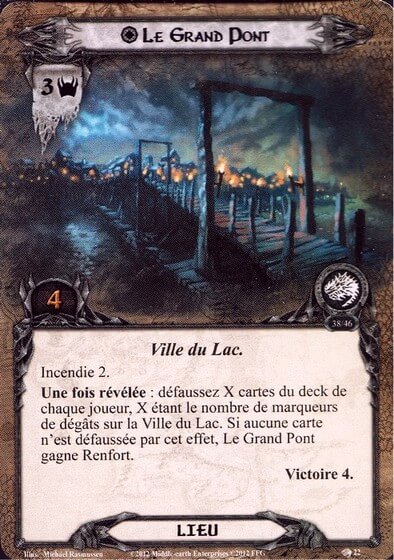 Le Grand Pont
3
4
38/46
Ville du Lac.
Incendie 2.
Une fois révélée : défaussez X cartes du deck de
chaque joueur, X étant le nombre de marqueurs
de dégâts sur la Ville du Lac. Si aucune carte
n'est défaussée par cet effet, Le Grand Pont
gagne Renfort.
Victoire 4.
LIEU
Illus. Michael Rasmussen
©2012 Middle-earth Enterprises ©2012 FFG
22